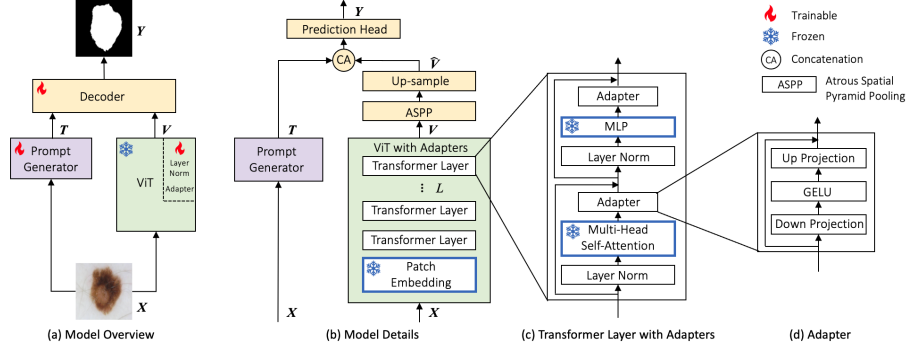 Y
Decoder
T
V
Prompt
Generator
ViT
Layer
Norm
Adapter
X
(a) Model Overview
Y
Prediction Head
CA
Ṽ
Up-sample
ASPP
T
V
Prompt
Generator
ViT with Adapters
Transformer Layer
⋮ L
Transformer Layer
Transformer Layer
Patch
Embedding
X
X
(b) Model Details
Adapter
MLP
Layer Norm
Adapter
Multi-Head
Self-Attention
Layer Norm
(c) Transformer Layer with Adapters
Trainable
Frozen
CA
Concatenation
ASPP
Atrous Spatial
Pyramid Pooling
Up Projection
GELU
Down Projection
(d) Adapter